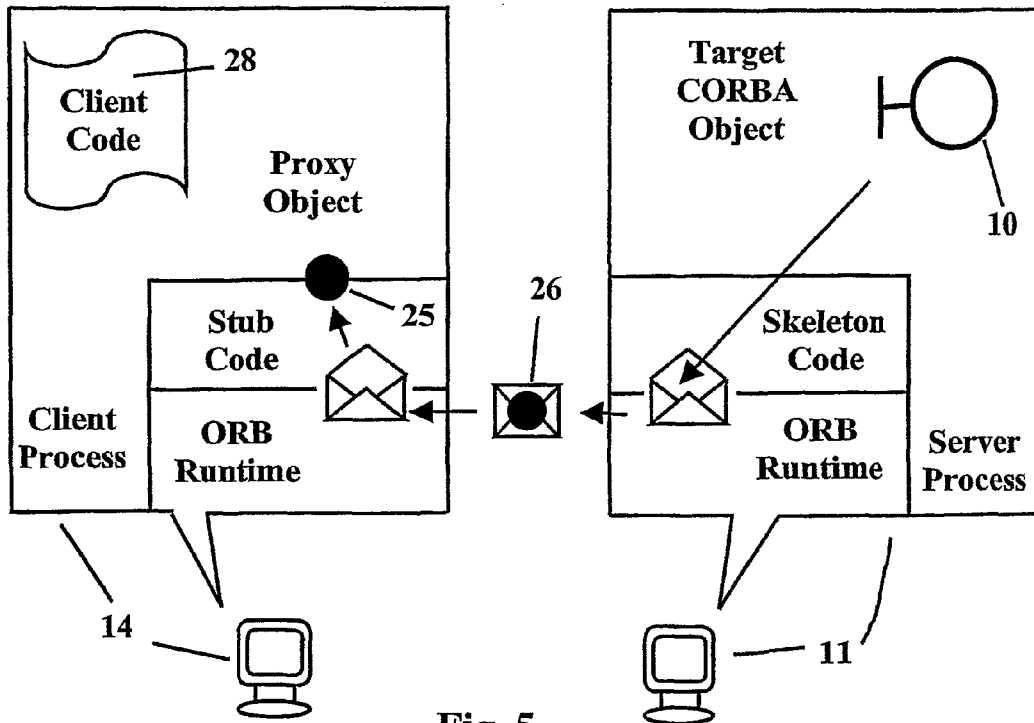 28
Client
Code
Proxy
Object
Target
CORBA
Object
10
25
26
Stub
Code
Skeleton
Code
Client
Process
ORB
Runtime
ORB
Runtime
Server
Process
14
11
Fig. 5